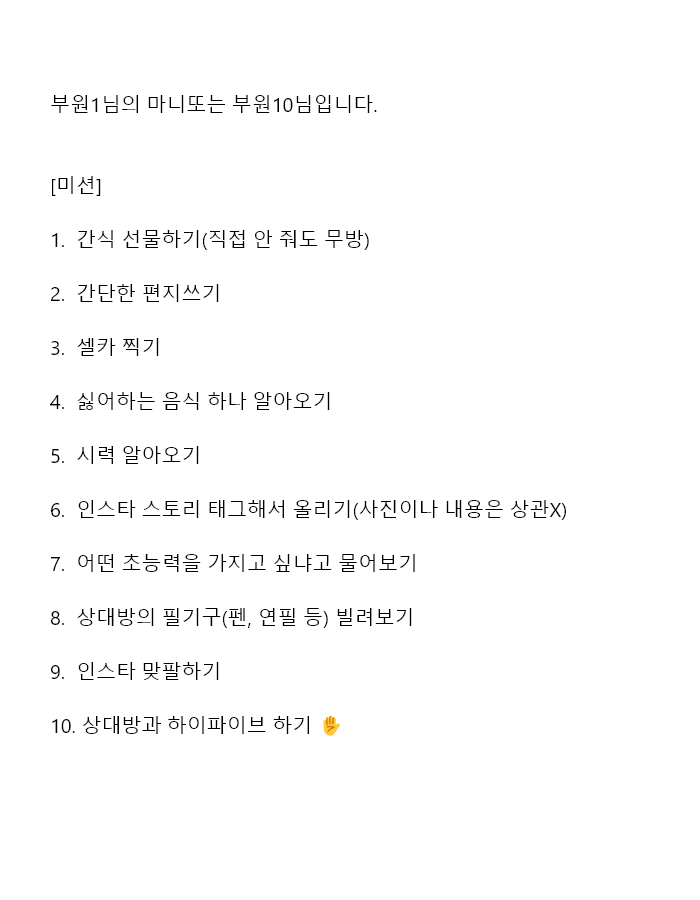 부원1님의 마니또는 부원10님입니다.
[미션]
1. 간식 선물하기(직접 안 줘도 무방)
2. 간단한 편지쓰기
3. 셀카 찍기
4. 싫어하는 음식 하나 알아오기
5. 시력 알아오기
6. 인스타 스토리 태그해서 올리기(사진이나 내용은 상관X)
7. 어떤 초능력을 가지고 싶냐고 물어보기
8. 상대방의 필기구(펜, 연필 등) 빌려보기
9. 인스타 맞팔하기
10. 상대방과 하이파이브 하기 ✋